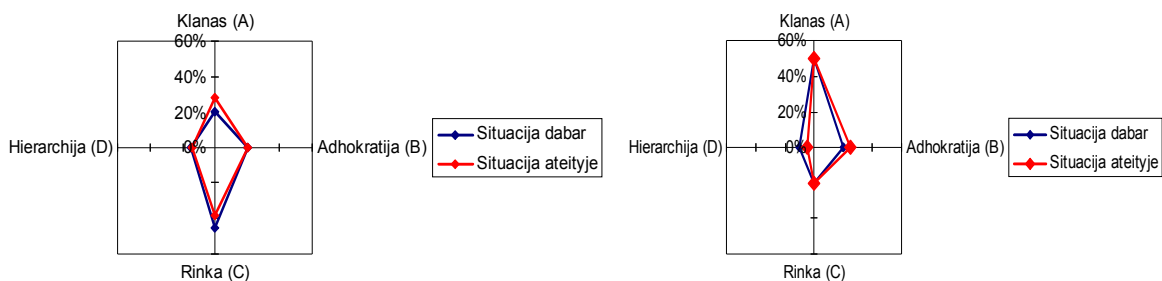 Klanas (A)
60%
40%
20%
0%
Hierarchija (D)
Adhokratija (B)
Rinka (C)
Situacija dabar
Situacija ateityje
Klanas (A)
60%
40%
20%
0%
Hierarchija (D)
Adhokratija (B)
Rinka (C)
Situacija dabar
Situacija ateityje